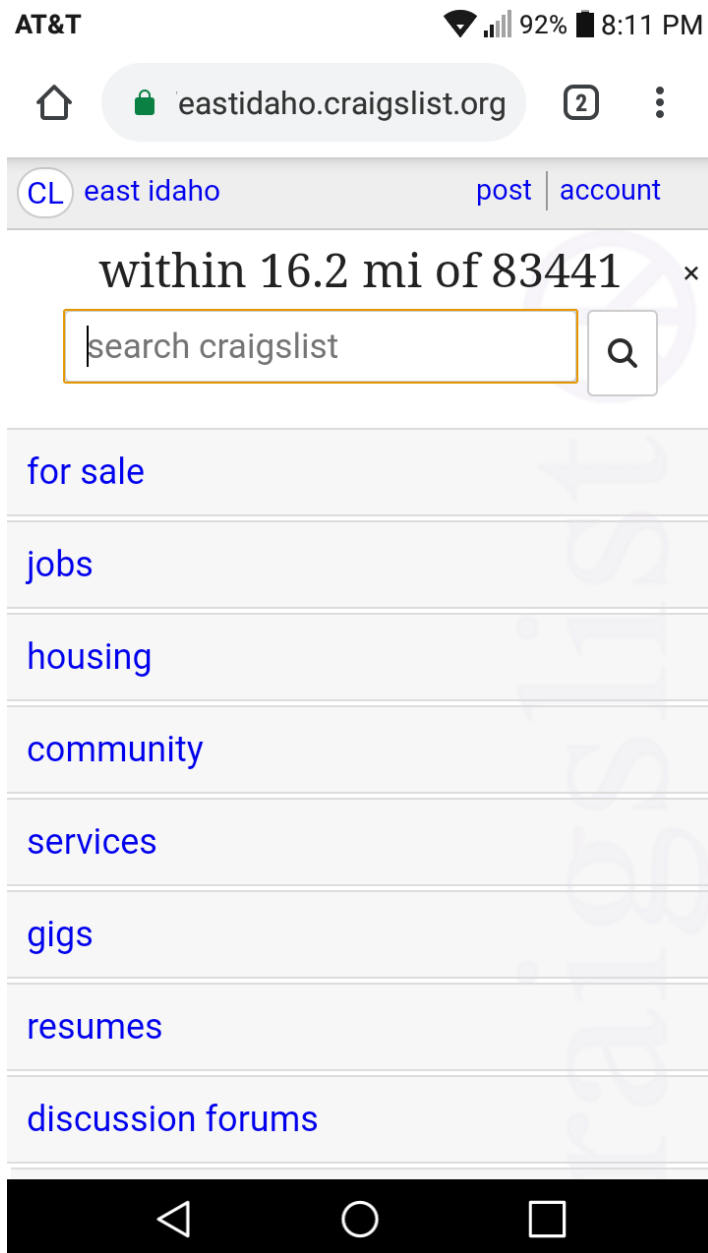 AT&T 92% 8:11 PM
eastidaho.craigslist.org 2
CL east idaho post account
within 16.2 mi of 83441 ×
search craigslist
for sale
jobs
housing
community
services
gigs
resumes
discussion forums
raigslist